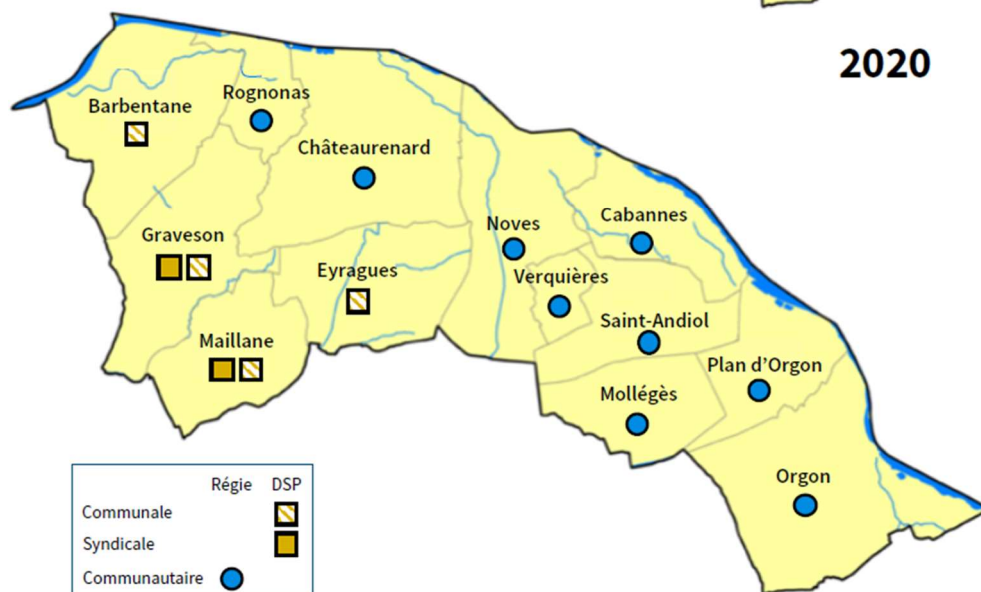 2020
Rognonas
Barbentane
Châteaurenard
Cabannes
Noves
Graveson
Eyragues
Verquières
Saint-Andiol
Maillane
Plan d'Orgon
Mollégès
Orgon
Régie DSP
Communale
Syndicale
Communautaire